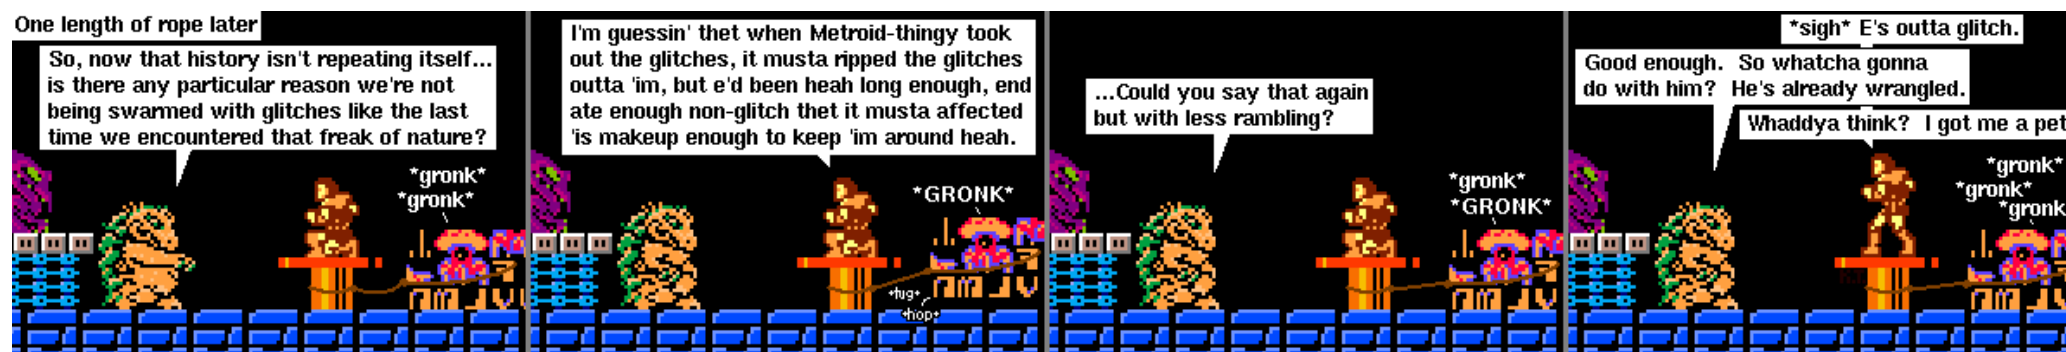 One length of rope later
So, now that history isn't repeating itself...
is there any particular reason we're not
being swarmed with glitches like the last
time we encountered that freak of nature?
*gronk*
*gronk*
I'm guessin' thet when Metroid-thingy took
out the glitches, it musta ripped the glitches
outta 'im, but e'd been heah long enough, end
ate enough non-glitch thet it musta affected
'is makeup enough to keep 'im around heah.
*GRONK*
*tug*
*hop*
...Could you say that again
but with less rambling?
*gronk*
*GRONK*
*sigh* E's outta glitch.
Good enough. So whatcha gonna
do with him? He's already wrangled.
Whaddya think? I got me a pet
*gronk*
*gronk*
*gronk